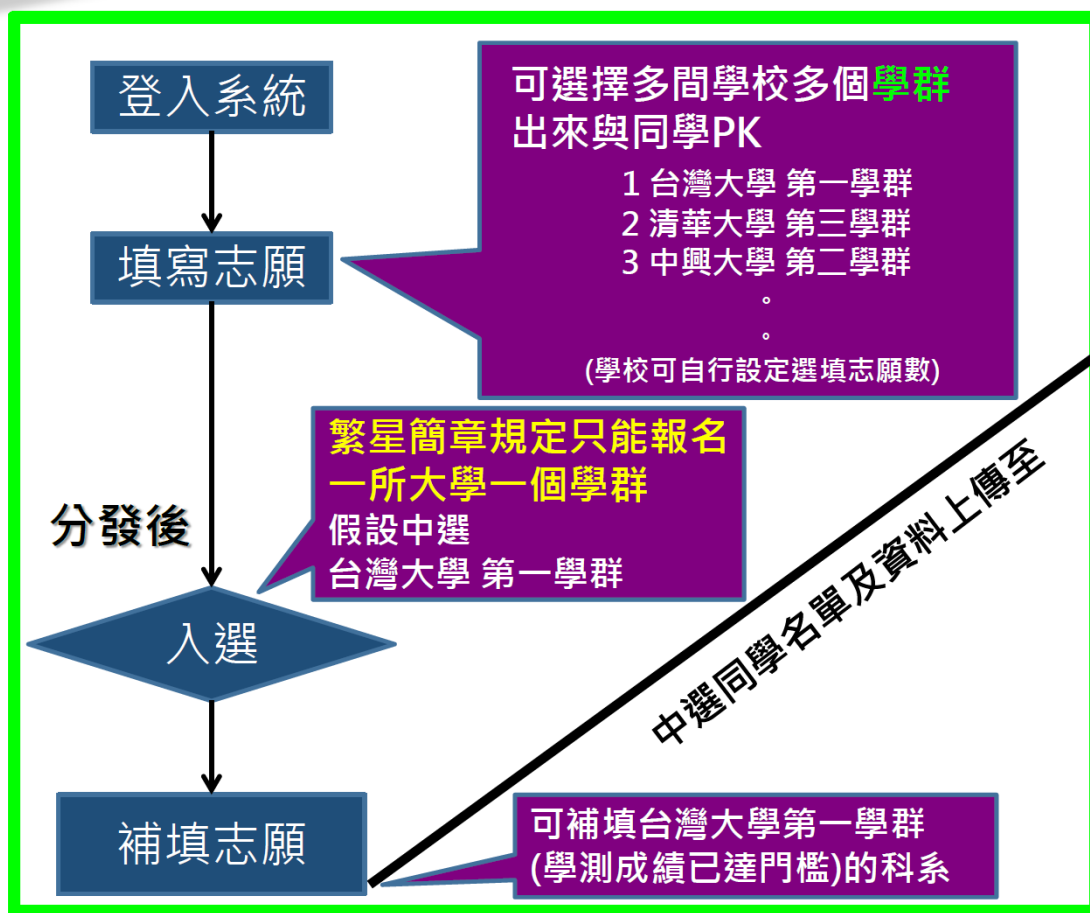 登入系統
可選擇多間學校多個學群
出來與同學PK
1 台灣大學 第一學群
2 清華大學 第三學群
3 中興大學 第二學群
。
。
(學校可自行設定選填志願數)
填寫志願
繁星簡章規定只能報名
一所大學一個學群
假設中選
台灣大學 第一學群
分發後
入選
中選同學名單及資料上傳至
補填志願
可補填台灣大學第一學群
(學測成績已達門檻)的科系